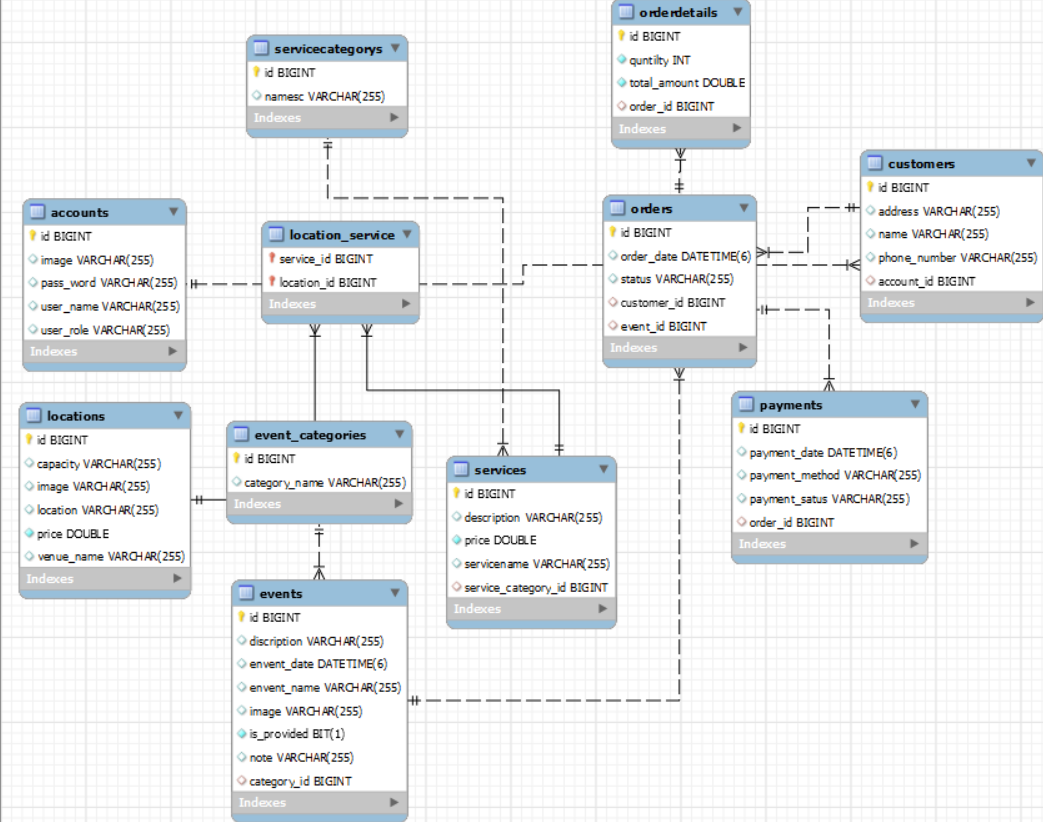 orderdetails
id BIGINT
quntilty INT
total_amount DOUBLE
order_id BIGINT
Indexes
servicecategorys
id BIGINT
namesc VARCHAR(255)
Indexes
customers
id BIGINT
address VARCHAR(255)
name VARCHAR(255)
phone_number VARCHAR(255)
account_id BIGINT
Indexes
accounts
id BIGINT
image VARCHAR(255)
pass_word VARCHAR(255)
user_name VARCHAR(255)
user_role VARCHAR(255)
Indexes
location_service
service_id BIGINT
location_id BIGINT
Indexes
orders
id BIGINT
order_date DATETIME(6)
status VARCHAR(255)
customer_id BIGINT
event_id BIGINT
Indexes
locations
id BIGINT
capacity VARCHAR(255)
image VARCHAR(255)
location VARCHAR(255)
price DOUBLE
venue_name VARCHAR(255)
Indexes
event_categories
id BIGINT
category_name VARCHAR(255)
Indexes
services
id BIGINT
description VARCHAR(255)
price DOUBLE
servicename VARCHAR(255)
service_category_id BIGINT
Indexes
payments
id BIGINT
payment_date DATETIME(6)
payment_method VARCHAR(255)
payment_satus VARCHAR(255)
order_id BIGINT
Indexes
events
id BIGINT
discription VARCHAR(255)
envent_date DATETIME(6)
envent_name VARCHAR(255)
image VARCHAR(255)
is_provided BIT(1)
note VARCHAR(255)
category_id BIGINT
Indexes